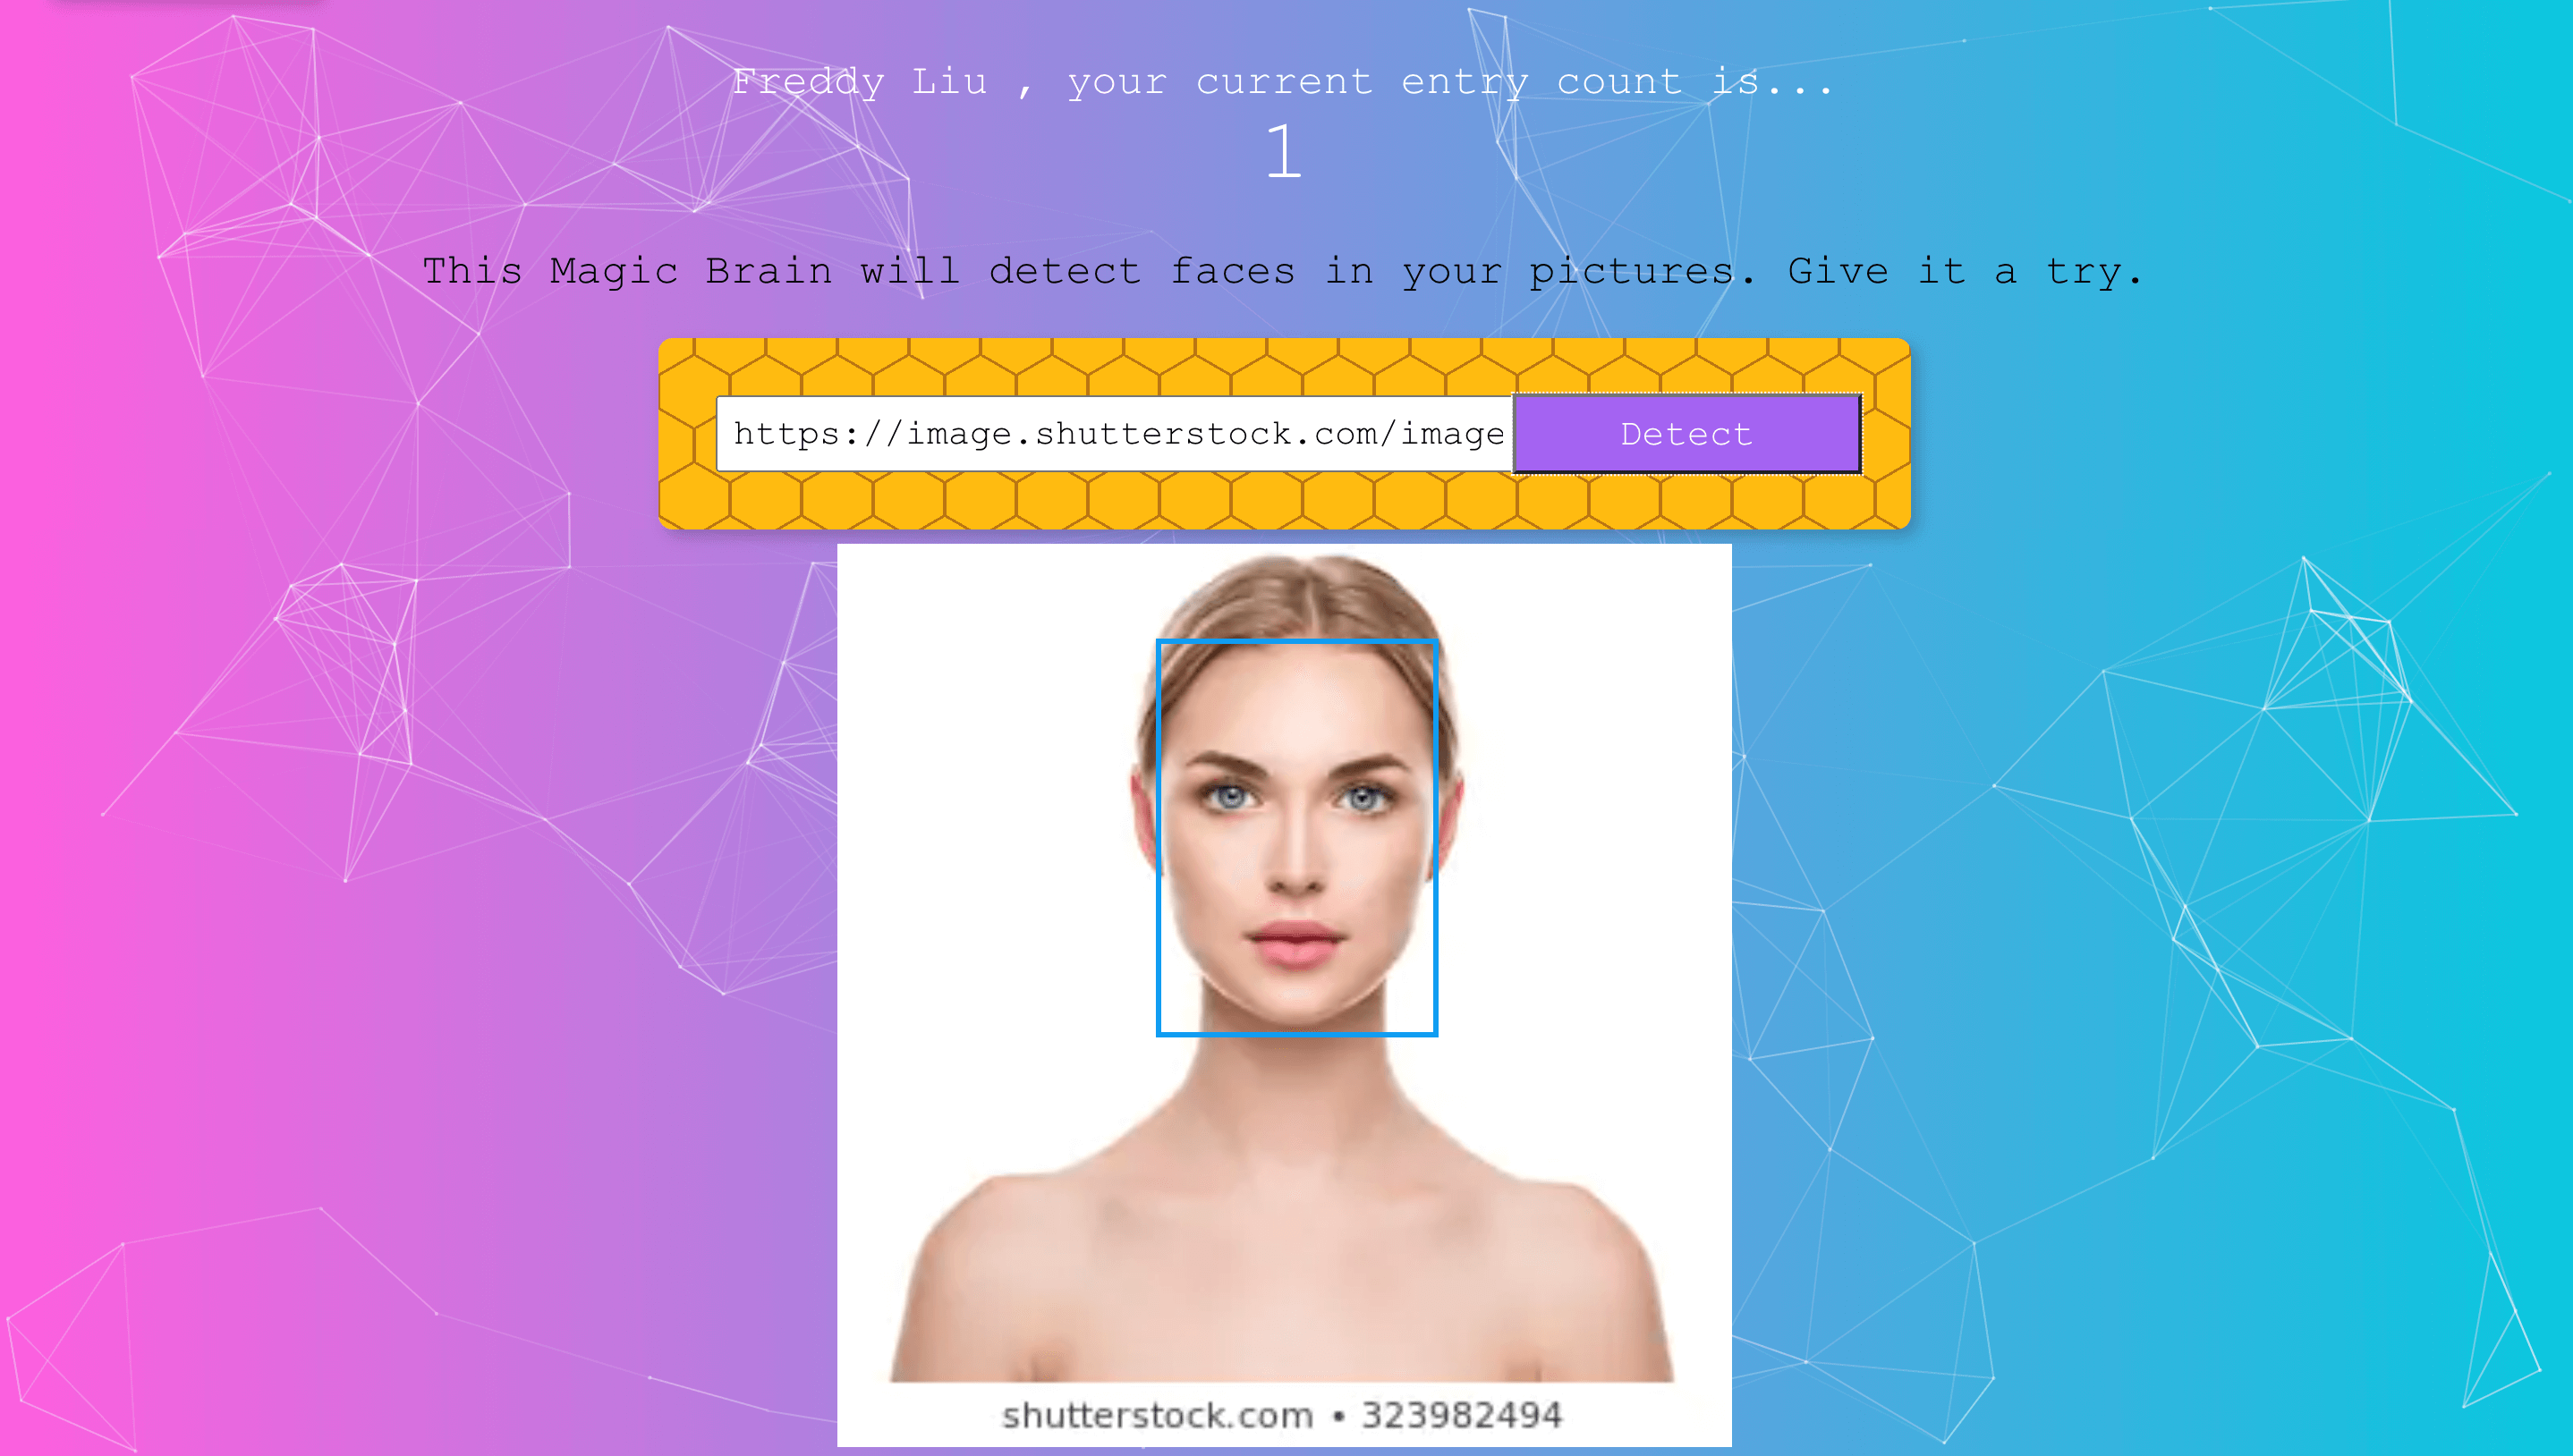 Freddy Liu , your current entry count is...
1
This Magic Brain will detect faces in your pictures. Give it a try.
https://image.shutterstock.com/image
Detect
shutterstock.com • 323982494